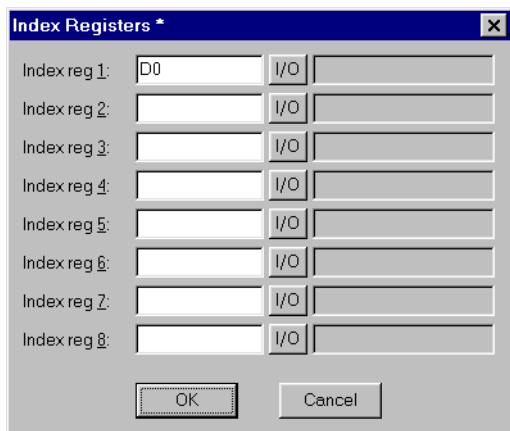 Index Registers *
Index reg 1: D0 I/O
Index reg 2: I/O
Index reg 3: I/O
Index reg 4: I/O
Index reg 5: I/O
Index reg 6: I/O
Index reg 7: I/O
Index reg 8: I/O
OK Cancel